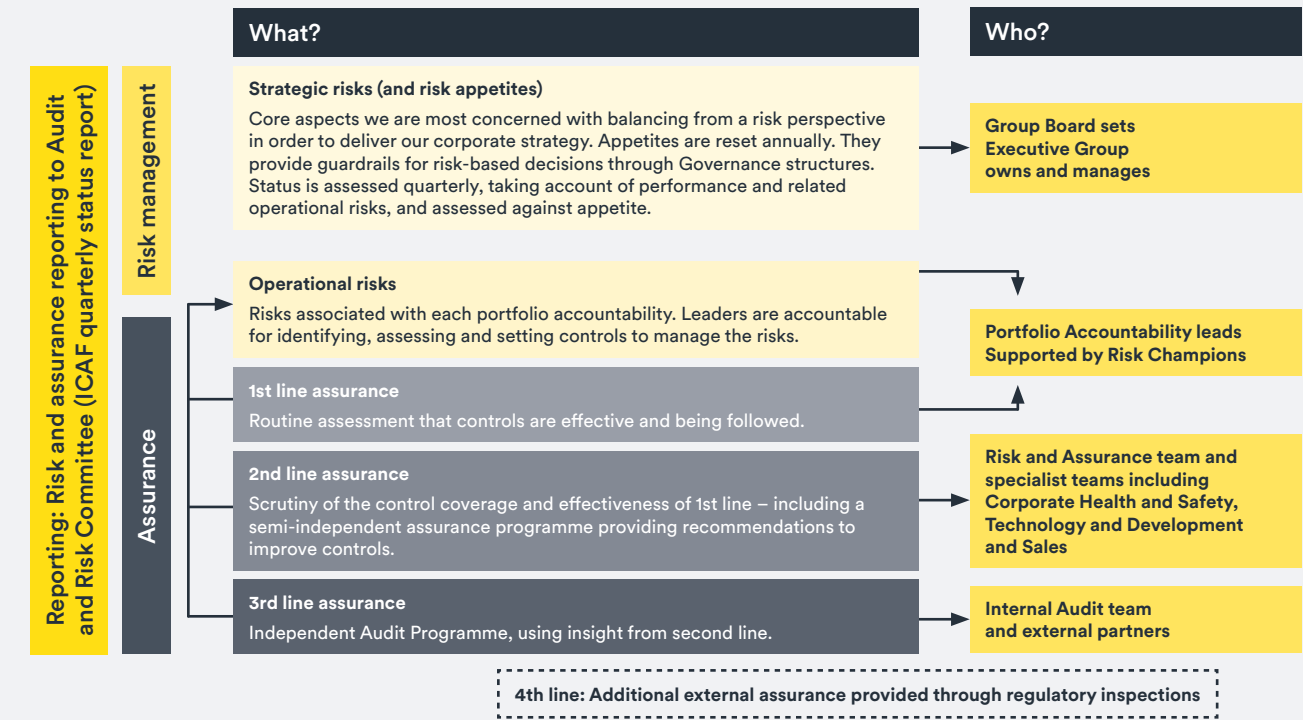 What?
Who?
Reporting: Risk and assurance reporting to Audit
and Risk Committee (ICAF quarterly status report)
Risk management
Strategic risks (and risk appetites)
Core aspects we are most concerned with balancing from a risk perspective
in order to deliver our corporate strategy. Appetites are reset annually. They
provide guardrails for risk-based decisions through Governance structures.
Status is assessed quarterly, taking account of performance and related
operational risks, and assessed against appetite.
Group Board sets
Executive Group
owns and manages
Operational risks
Risks associated with each portfolio accountability. Leaders are accountable
for identifying, assessing and setting controls to manage the risks.
Portfolio Accountability leads
Supported by Risk Champions
Assurance
1st line assurance
Routine assessment that controls are effective and being followed.
2nd line assurance
Scrutiny of the control coverage and effectiveness of 1st line – including a
semi-independent assurance programme providing recommendations to
improve controls.
Risk and Assurance team and
specialist teams including
Corporate Health and Safety,
Technology and Development
and Sales
3rd line assurance
Independent Audit Programme, using insight from second line.
Internal Audit team
and external partners
4th line: Additional external assurance provided through regulatory inspections